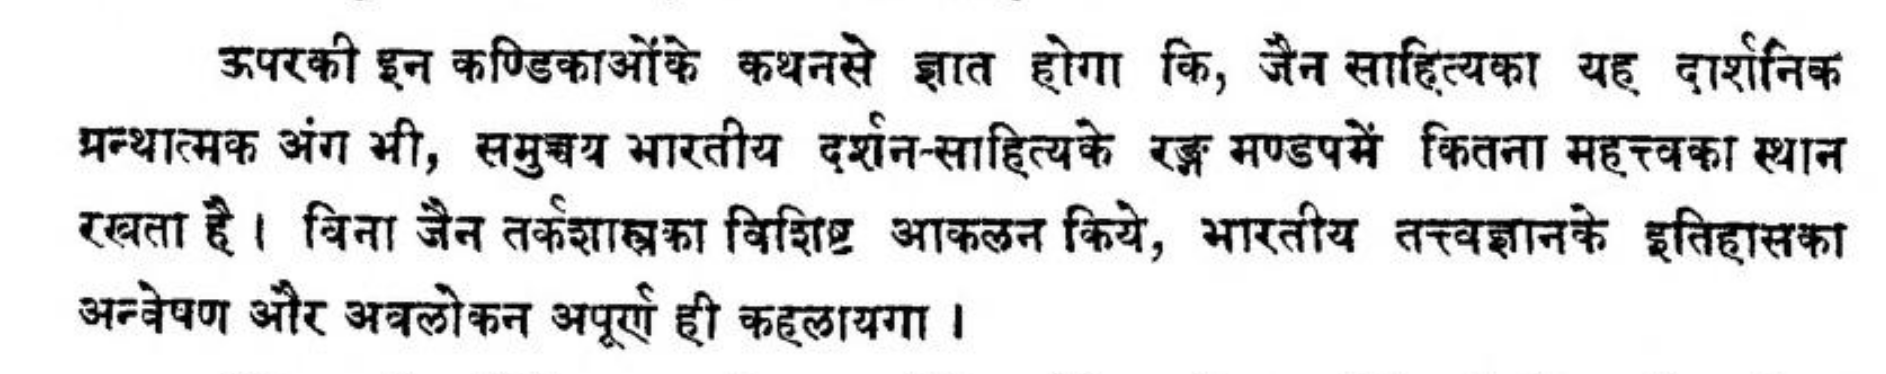 ऊपरकी इन कण्डिकाओंके कथनसे ज्ञात होगा कि, जैन साहित्यका यह दार्शनिक
ग्रन्थात्मक अंग भी, समुच्चय भारतीय दर्शन-साहित्यके रङ्ग मण्डपमें कितना महत्त्वका स्थान
रखता है। विना जैन तर्कशास्त्रका विशिष्ट आकलन किये, भारतीय तत्त्वज्ञानके इतिहासका
अन्वेषण और अवलोकन अपूर्ण ही कहलायगा।